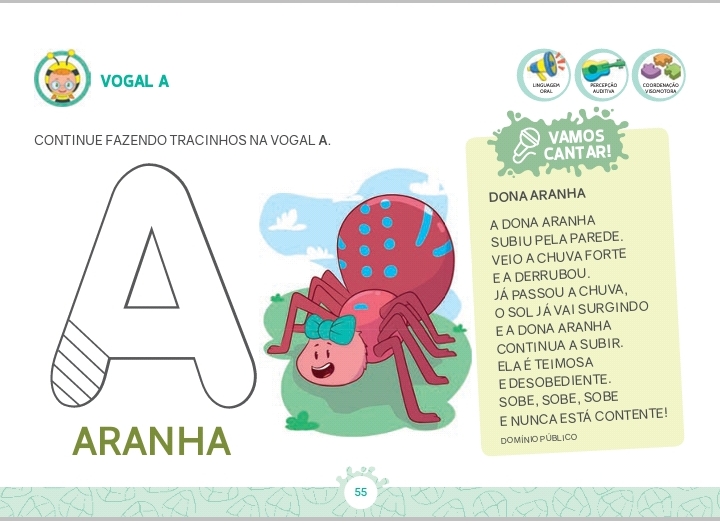 VOGAL A
LINGUAGEM
ORAL
PERCEPÇÃO
AUDITIVA
COORDENAÇÃO
VISOMOTORA
CONTINUE FAZENDO TRACINHOS NA VOGAL A.
A
ARANHA
VAMOS
CANTAR!
DONA ARANHA
A DONA ARANHA
SUBIU PELA PAREDE.
VEIO A CHUVA FORTE
E A DERRUBOU.
JÁ PASSOU A CHUVA,
O SOL JÁ VAI SURGINDO
E A DONA ARANHA
CONTINUA A SUBIR.
ELA É TEIMOSA
E DESOBEDIENTE.
SOBE, SOBE, SOBE
E NUNCA ESTÁ CONTENTE!
DOMÍNIO PÚBLICO
55